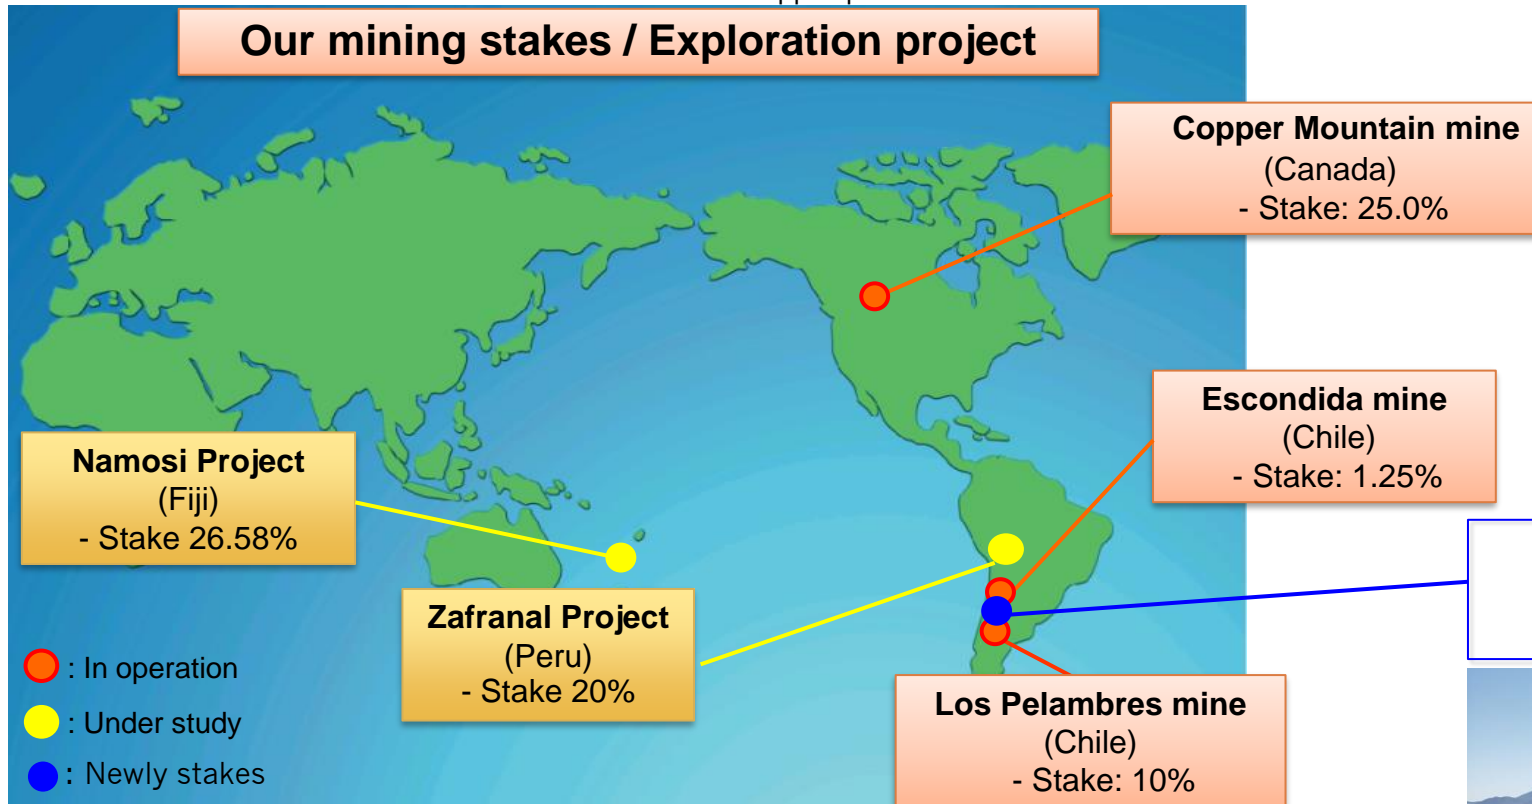 Our mining stakes / Exploration project
Copper Mountain mine
(Canada)
- Stake: 25.0%
Escondida mine
(Chile)
- Stake: 1.25%
Namosi Project
(Fiji)
- Stake 26.58%
Zafranal Project
(Peru)
- Stake 20%
Los Pelambres mine
(Chile)
- Stake: 10%
: In operation
: Under study
: Newly stakes